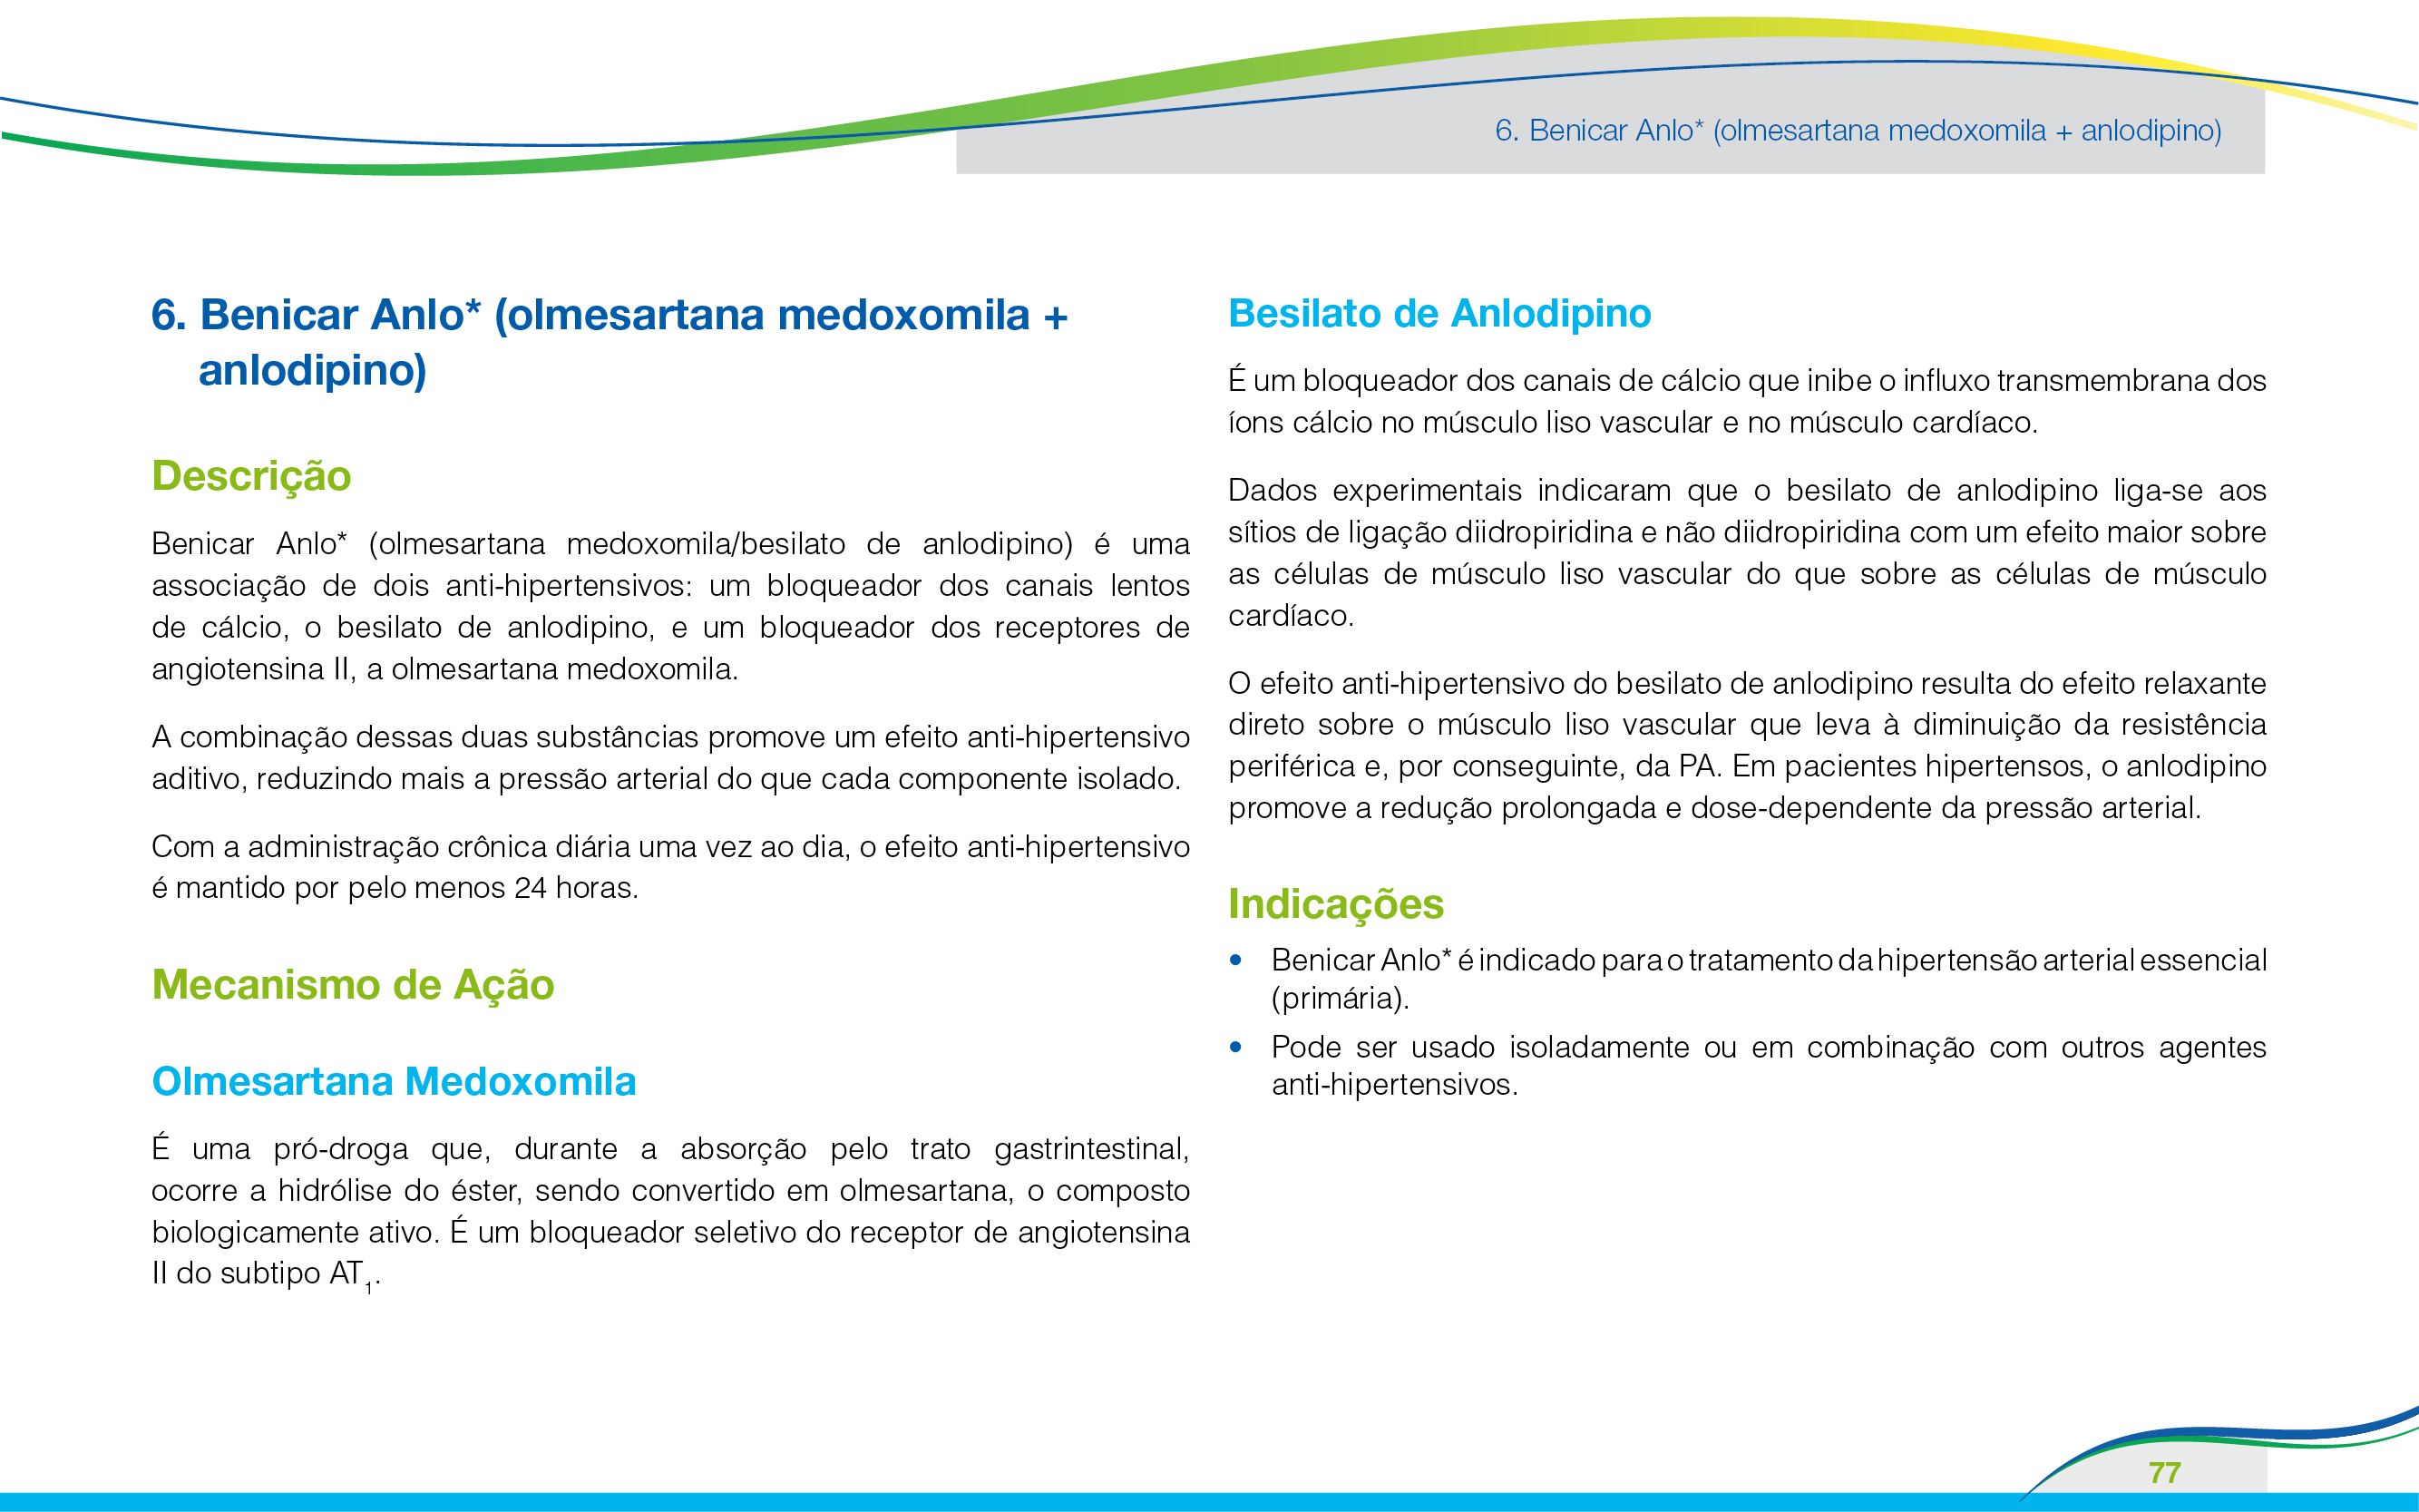 6. Benicar Anlo* (olmesartana medoxomila + anlodipino)
6. Benicar Anlo* (olmesartana medoxomila +
anlodipino)
Descrição
Benicar Anlo* (olmesartana medoxomila/besilato de anlodipino) é uma
associação de dois anti-hipertensivos: um bloqueador dos canais lentos
de cálcio, o besilato de anlodipino, e um bloqueador dos receptores de
angiotensina II, a olmesartana medoxomila.
A combinação dessas duas substâncias promove um efeito anti-hipertensivo
aditivo, reduzindo mais a pressão arterial do que cada componente isolado.
Com a administração crônica diária uma vez ao dia, o efeito anti-hipertensivo
é mantido por pelo menos 24 horas.
Mecanismo de Ação
Olmesartana Medoxomila
É uma pró-droga que, durante a absorção pelo trato gastrintestinal,
ocorre a hidrólise do éster, sendo convertido em olmesartana, o composto
biologicamente ativo. É um bloqueador seletivo do receptor de angiotensina
II do subtipo AT1.
Besilato de Anlodipino
É um bloqueador dos canais de cálcio que inibe o influxo transmembrana dos
íons cálcio no músculo liso vascular e no músculo cardíaco.
Dados experimentais indicaram que o besilato de anlodipino liga-se aos
sítios de ligação diidropiridina e não diidropiridina com um efeito maior sobre
as células de músculo liso vascular do que sobre as células de músculo
cardíaco.
O efeito anti-hipertensivo do besilato de anlodipino resulta do efeito relaxante
direto sobre o músculo liso vascular que leva à diminuição da resistência
periférica e, por conseguinte, da PA. Em pacientes hipertensos, o anlodipino
promove a redução prolongada e dose-dependente da pressão arterial.
Indicações
• Benicar Anlo* é indicado para o tratamento da hipertensão arterial essencial
(primária).
• Pode ser usado isoladamente ou em combinação com outros agentes
anti-hipertensivos.
77